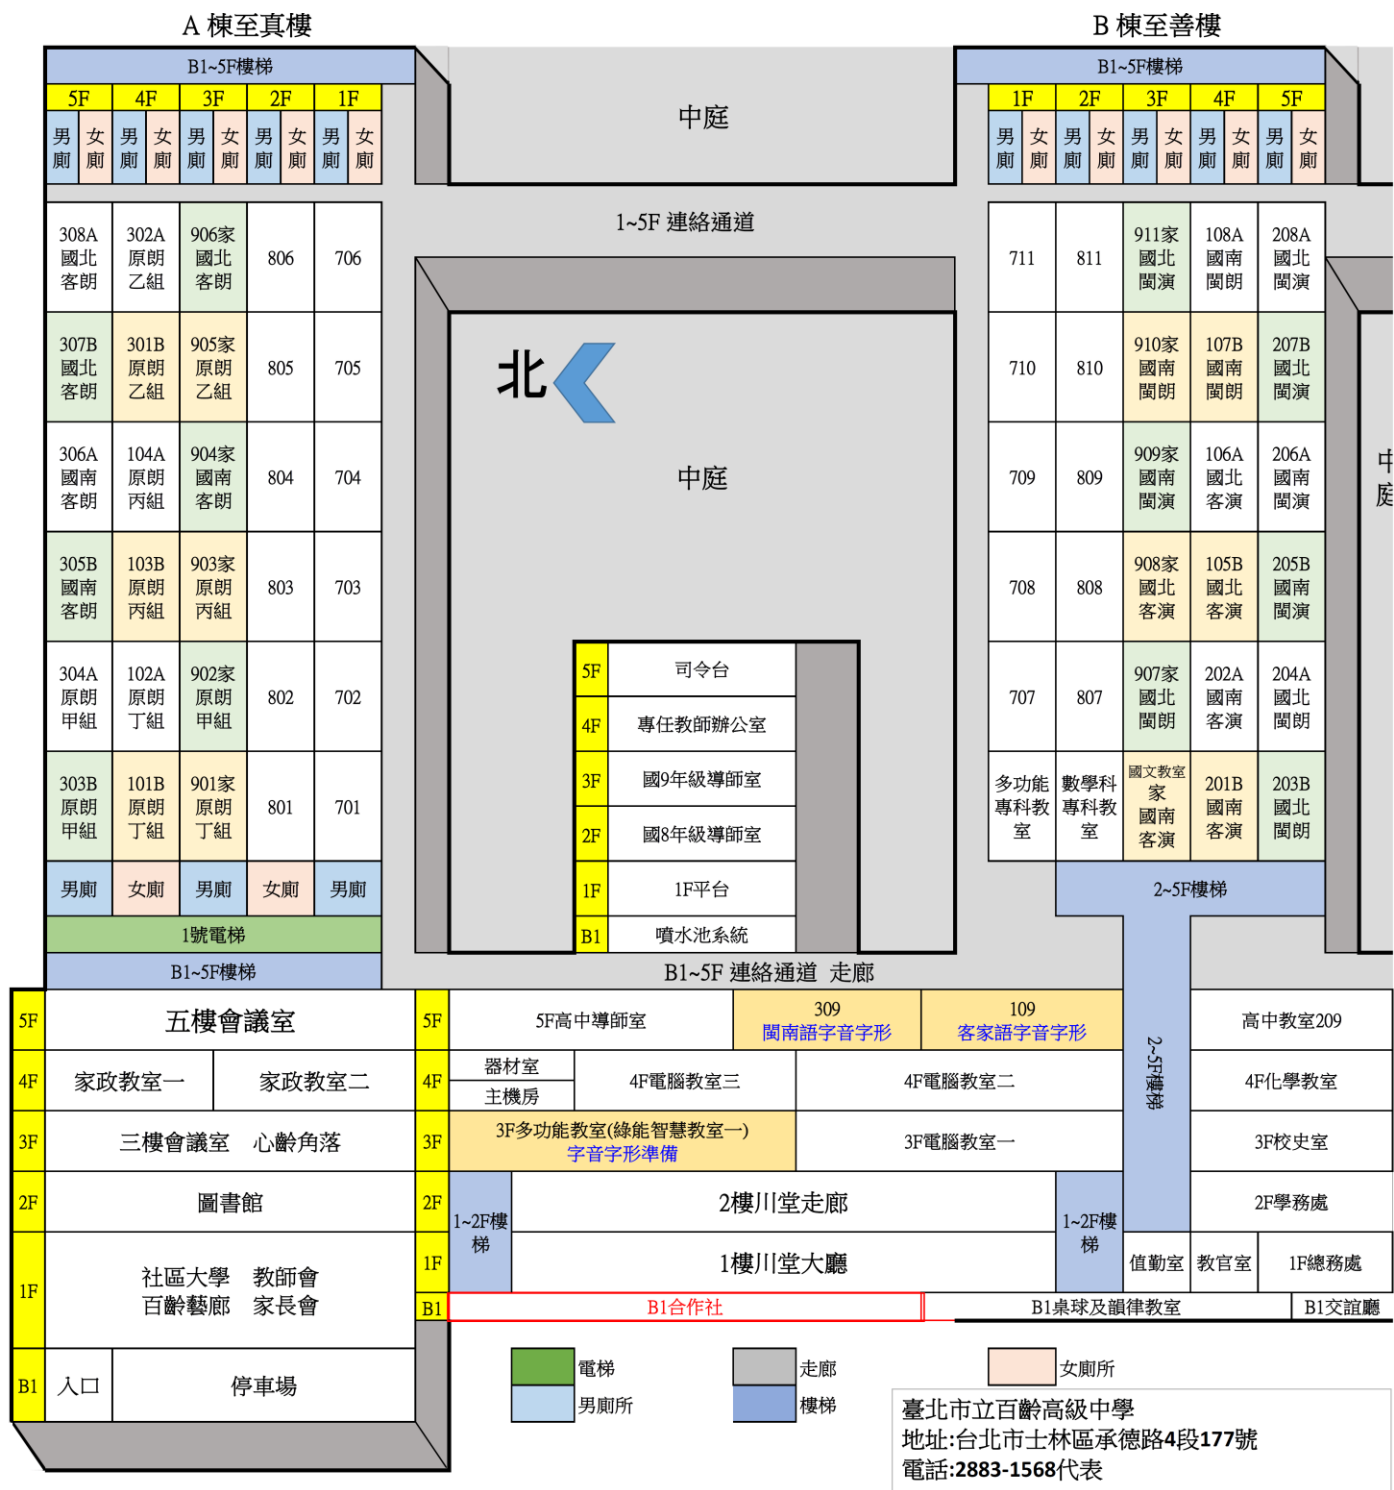 A 棟至真樓
B 棟至善樓
B1~5F樓梯
5F 4F 3F 2F 1F
男廁 女廁 男廁 女廁 男廁 女廁 男廁 女廁 男廁 女廁
308A 302A 906家 806 706
國北 原朗 國北
客朗 乙組 客朗
307B 301B 905家 805 705
國北 原朗 原朗
客朗 乙組 乙組
306A 104A 904家 804 704
國南 原朗 國南
客朗 丙組 客朗
305B 103B 903家 803 703
國南 原朗 原朗
客朗 丙組 丙組
304A 102A 902家 802 702
原朗 原朗 原朗
甲組 丁組 甲組
303B 101B 901家 801 701
原朗 原朗 原朗
甲組 丁組 丁組
男廁 女廁 男廁 女廁 男廁
1號電梯
B1~5F樓梯
中庭
1~5F 連絡通道
北
中庭
5F 司令台
4F 專任教師辦公室
3F 國9年級導師室
2F 國8年級導師室
1F 1F平台
B1 噴水池系統
B1~5F 連絡通道 走廊
B1~5F樓梯
1F 2F 3F 4F 5F
男廁 女廁 男廁 女廁 男廁 女廁 男廁 女廁 男廁 女廁
711 811 911家 108A 208A
國北 國南 國北
閩演 閩朗 閩演
710 810 910家 107B 207B
國南 國南 國北
閩朗 閩朗 閩演
709 809 909家 106A 206A
國南 國北 國南
閩演 客演 閩演
708 808 908家 105B 205B
國北 國北 國南
客演 客演 閩演
707 807 907家 202A 204A
國北 國南 國北
閩朗 客演 閩朗
多功能 數學科 國文教室 201B 203B
專科教 專科教 家 國南 國北
室 室 國南 客演 閩朗
客演
2~5F樓梯
中庭
5F 五樓會議室
4F 家政教室一 家政教室二
3F 三樓會議室 心齡角落
2F 圖書館
1F 社區大學 教師會
百齡藝廊 家長會
B1 入口 停車場
5F 5F高中導師室 309 109 高中教室209
閩南語字音字形 客家語字音字形
4F 器材室 4F電腦教室三 4F電腦教室二 4F化學教室
主機房
2~5F樓梯
3F 3F多功能教室(綠能智慧教室一) 3F電腦教室一 3F校史室
字音字形準備
2F 1~2F樓梯 2樓川堂走廊 1~2F樓梯 2F學務處
1F 1樓川堂大廳 值勤室 教官室 1F總務處
B1 B1合作社 B1桌球及韻律教室 B1交誼廳
電梯 走廊 女廁所
男廁所 樓梯
臺北市立百齡高級中學
地址:台北市士林區承德路4段177號
電話:2883-1568代表